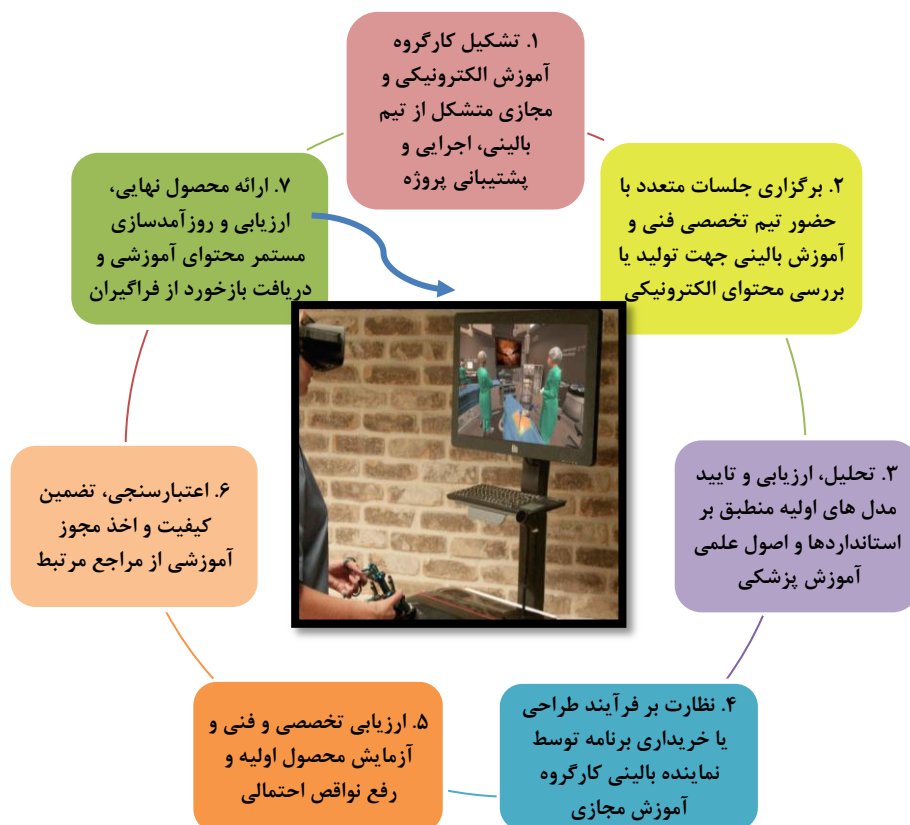 ۱. تشکیل کارگروه
آموزش الکترونیکی و
مجازی متشکل از تیم
بالینی، اجرایی و
پشتیبانی پروژه
۲. برگزاری جلسات متعدد با
حضور تیم تخصصی فنی و
آموزش بالینی جهت تولید یا
بررسی محتوای الکترونیکی
۳. تحلیل، ارزیابی و تایید
مدل های اولیه منطبق بر
استانداردها و اصول علمی
آموزش پزشکی
۴. نظارت بر فرآیند طراحی
یا خریداری برنامه توسط
نماینده بالینی کارگروه
آموزش مجازی
۵. ارزیابی تخصصی و فنی و
آزمایش محصول اولیه و
رفع نواقص احتمالی
۶. اعتبارسنجی، تضمین
کیفیت و اخذ مجوز
آموزشی از مراجع مرتبط
۷. ارائه محصول نهایی،
ارزیابی و روزآمدسازی
مستمر محتوای آموزشی و
دریافت بازخورد از فراگیران